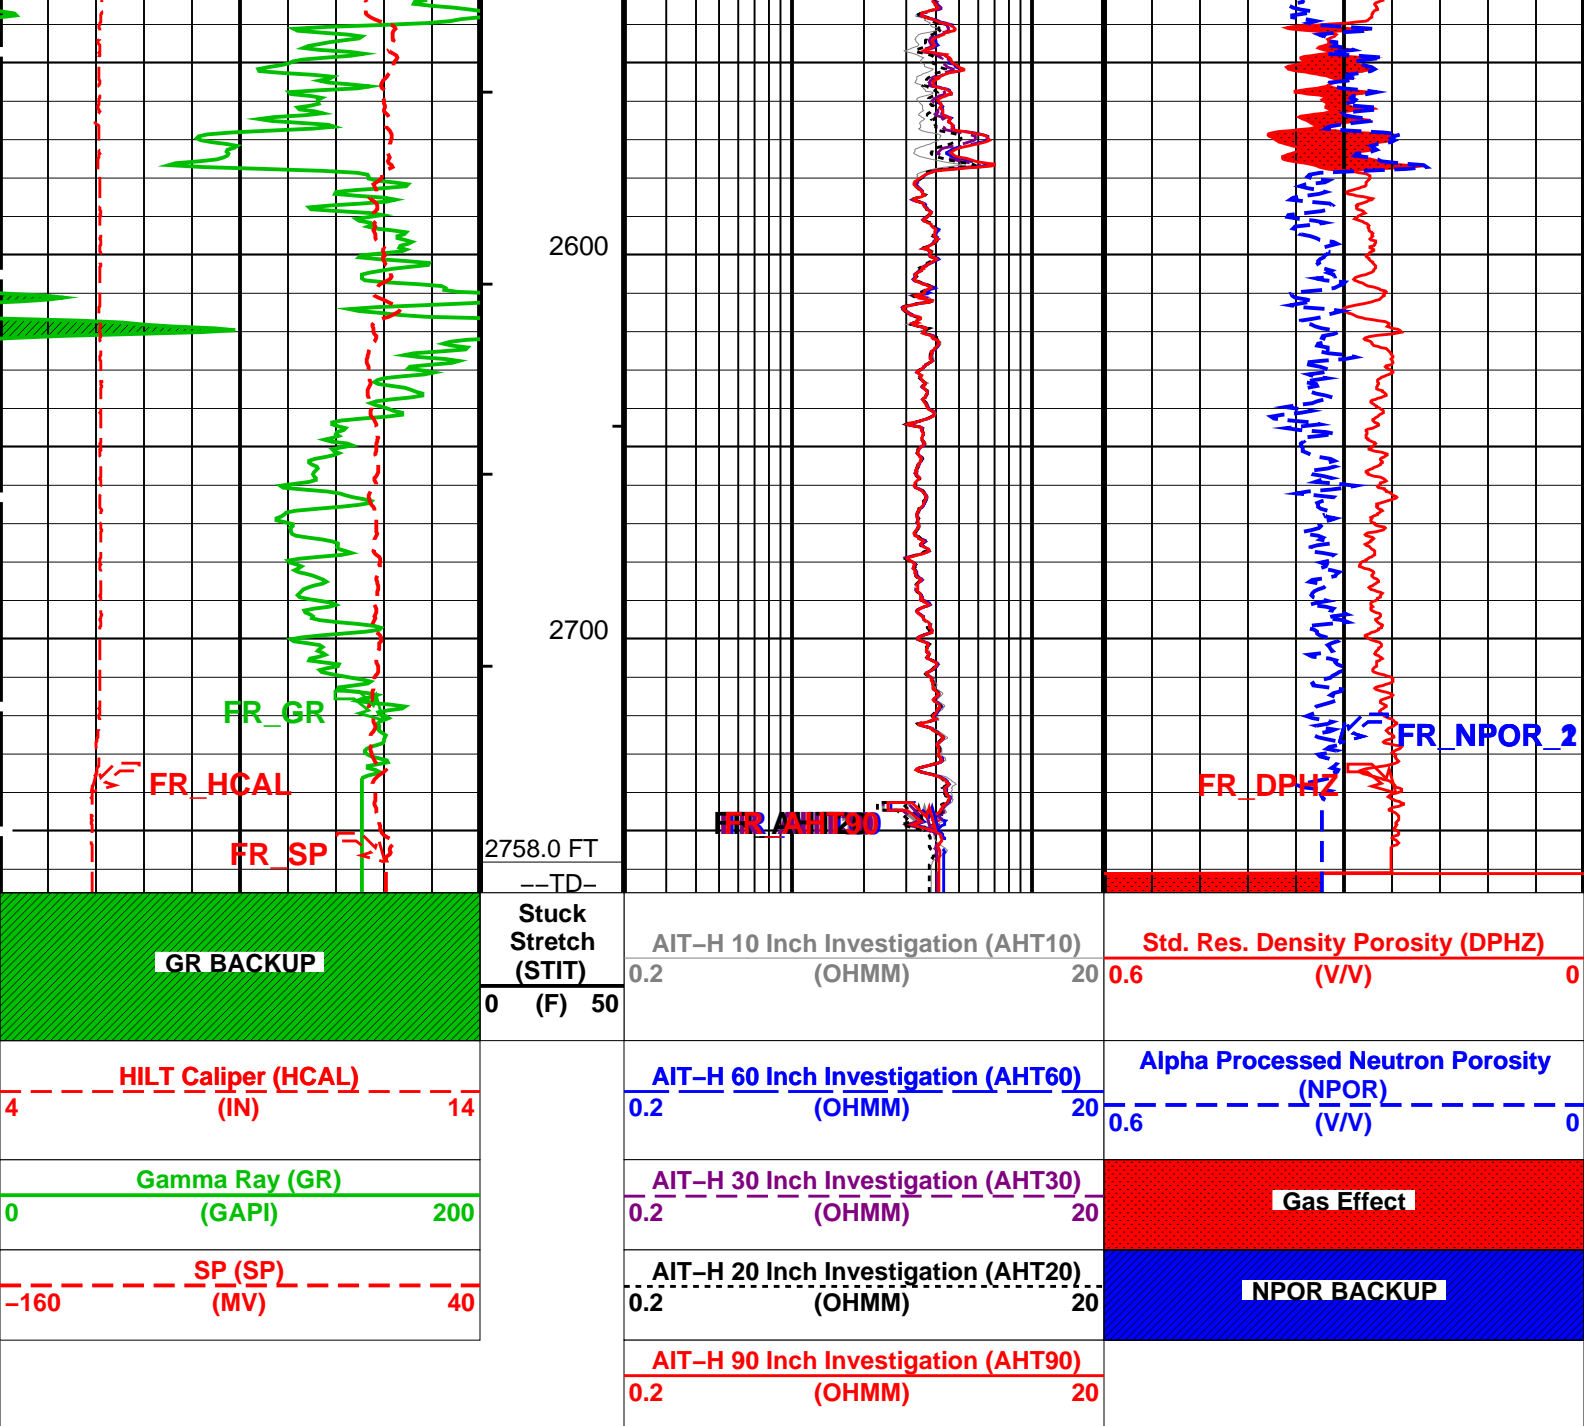 2600
2700
FR_GR
FR_NPOR_2
FR_HCAL
FR_DPHZ
FR_AHT90
FR_SP
2758.0 FT
−−TD−
GR BACKUP
Stuck
Stretch
(STIT)
0 (F) 50
AIT−H 10 Inch Investigation (AHT10)
0.2 (OHMM) 20
Std. Res. Density Porosity (DPHZ)
0.6 (V/V) 0
HILT Caliper (HCAL)
4 (IN) 14
AIT−H 60 Inch Investigation (AHT60)
0.2 (OHMM) 20
Alpha Processed Neutron Porosity
(NPOR)
0.6 (V/V) 0
Gamma Ray (GR)
0 (GAPI) 200
AIT−H 30 Inch Investigation (AHT30)
0.2 (OHMM) 20
Gas Effect
SP (SP)
−160 (MV) 40
AIT−H 20 Inch Investigation (AHT20)
0.2 (OHMM) 20
NPOR BACKUP
AIT−H 90 Inch Investigation (AHT90)
0.2 (OHMM) 20